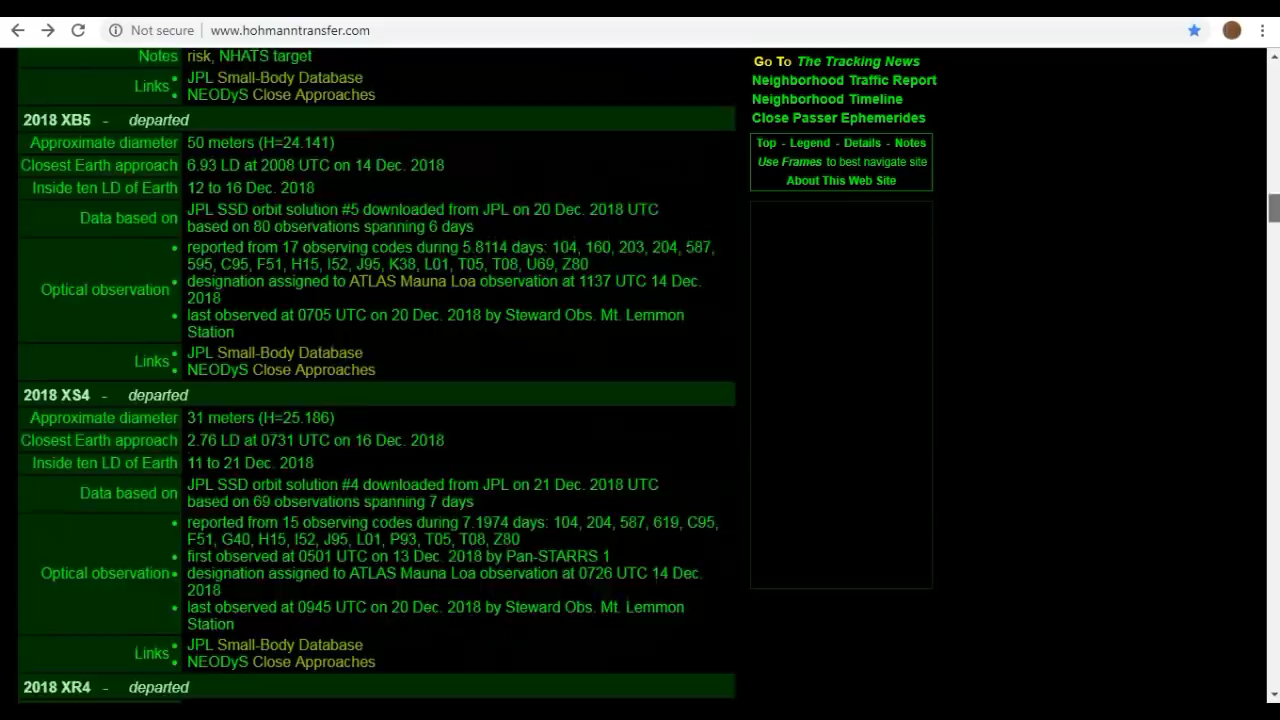 Not secure | www.hohmanntransfer.com
Notes risk, NHATS target
Links • JPL Small-Body Database
• NEODyS Close Approaches
2018 XB5 - departed
Approximate diameter 50 meters (H=24.141)
Closest Earth approach 6.93 LD at 2008 UTC on 14 Dec. 2018
Inside ten LD of Earth 12 to 16 Dec. 2018
Data based on JPL SSD orbit solution #5 downloaded from JPL on 20 Dec. 2018 UTC
based on 80 observations spanning 6 days
Optical observation • reported from 17 observing codes during 5.8114 days: 104, 160, 203, 204, 587,
595, C95, F51, H15, I52, J95, K38, L01, T05, T08, U69, Z80
• designation assigned to ATLAS Mauna Loa observation at 1137 UTC 14 Dec.
2018
• last observed at 0705 UTC on 20 Dec. 2018 by Steward Obs. Mt. Lemmon
Station
Links • JPL Small-Body Database
• NEODyS Close Approaches
2018 XS4 - departed
Approximate diameter 31 meters (H=25.186)
Closest Earth approach 2.76 LD at 0731 UTC on 16 Dec. 2018
Inside ten LD of Earth 11 to 21 Dec. 2018
Data based on JPL SSD orbit solution #4 downloaded from JPL on 21 Dec. 2018 UTC
based on 69 observations spanning 7 days
Optical observation • reported from 15 observing codes during 7.1974 days: 104, 204, 587, 619, C95,
F51, G40, H15, I52, J95, L01, P93, T05, T08, Z80
• first observed at 0501 UTC on 13 Dec. 2018 by Pan-STARRS 1
• designation assigned to ATLAS Mauna Loa observation at 0726 UTC 14 Dec.
2018
• last observed at 0945 UTC on 20 Dec. 2018 by Steward Obs. Mt. Lemmon
Station
Links • JPL Small-Body Database
• NEODyS Close Approaches
2018 XR4 - departed
Go To The Tracking News
Neighborhood Traffic Report
Neighborhood Timeline
Close Passer Ephemerides
Top - Legend - Details - Notes
Use Frames to best navigate site
About This Web Site